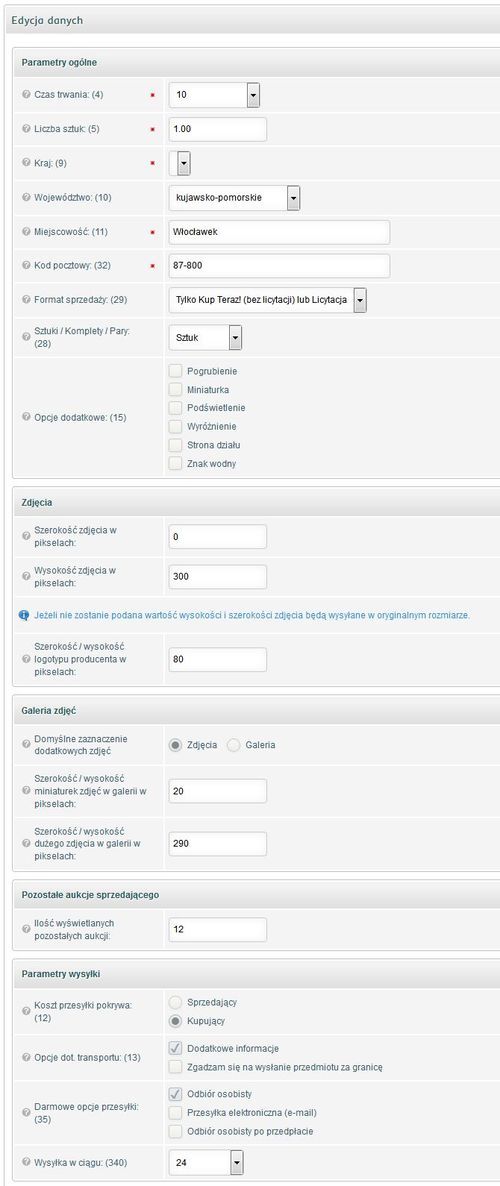 Edycja danych
Parametry ogólne
Czas trwania: (4)
10
Liczba sztuk: (5)
1.00
Kraj: (9)
Województwo: (10)
kujawsko-pomorskie
Miejscowość: (11)
Włocławek
Kod pocztowy: (32)
87-800
Format sprzedaży: (29)
Tylko Kup Teraz! (bez licytacji) lub Licytacja
Sztuki / Komplety / Pary:
(28)
Sztuk
Opcje dodatkowe: (15)
Pogrubienie
Miniaturka
Podświetlenie
Wyróżnienie
Strona działu
Znak wodny
Zdjęcia
Szerokość zdjęcia w
pikselach:
0
Wysokość zdjęcia w
pikselach:
300
Jeżeli nie zostanie podana wartość wysokości i szerokości zdjęcia będą wysyłane w oryginalnym rozmiarze.
Szerokość / wysokość
logotypu producenta w
pikselach:
80
Galeria zdjęć
Domyślne zaznaczenie
dodatkowych zdjęć
Zdjęcia
Galeria
Szerokość / wysokość
miniaturek zdjęć w galerii w
pikselach:
20
Szerokość / wysokość
dużego zdjęcia w galerii w
pikselach:
290
Pozostałe aukcje sprzedającego
Ilość wyświetlanych
pozostałych aukcji:
12
Parametry wysyłki
Koszt przesyłki pokrywa:
(12)
Sprzedający
Kupujący
Opcje dot. transportu: (13)
Dodatkowe informacje
Zgadzam się na wysłanie przedmiotu za granicę
Darmowe opcje przesyłki:
(35)
Odbiór osobisty
Przesyłka elektroniczna (e-mail)
Odbiór osobisty po przedpłacie
Wysyłka w ciągu: (340)
24